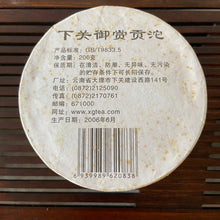 下关御赏贡沱
产品标准: GB/T9833.5
净含量: 200克
保质期: 在清洁、防潮、无异味、无污染
的贮存条件下可长期保存。
厂址: 云南省大理市下关建设西路141号
电话: (0872)2125090
传真: (0872)2170761
邮编: 671000
http://www.xgtea.com
6939989620838
生产日期: 2006年6月